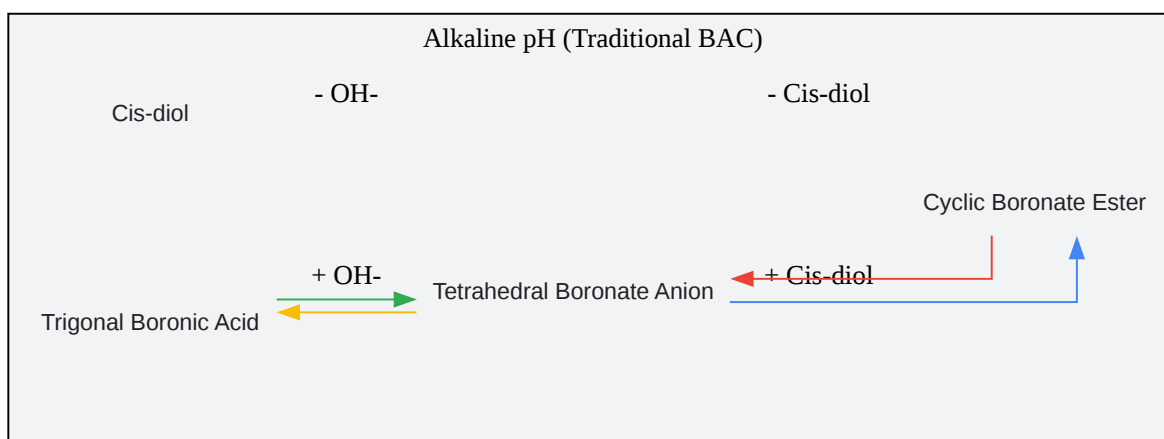 Alkaline pH (Traditional BAC)
Cis-diol
- OH-
- Cis-diol
Cyclic Boronate Ester
+ OH-
+ Cis-diol
Tetrahedral Boronate Anion
Trigonal Boronic Acid